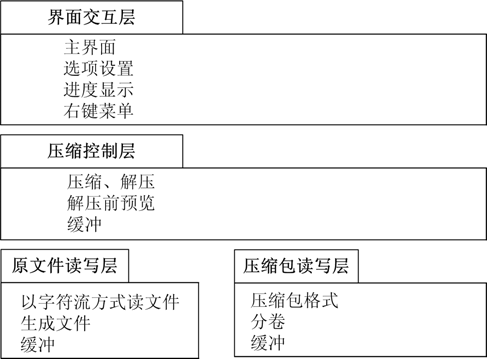 界面交互层
主界面
选项设置
进度显示
右键菜单
压缩控制层
压缩、解压
解压前预览
缓冲
原文件读写层
以字符流方式读文件
生成文件
缓冲
压缩包读写层
压缩包格式
分卷
缓冲